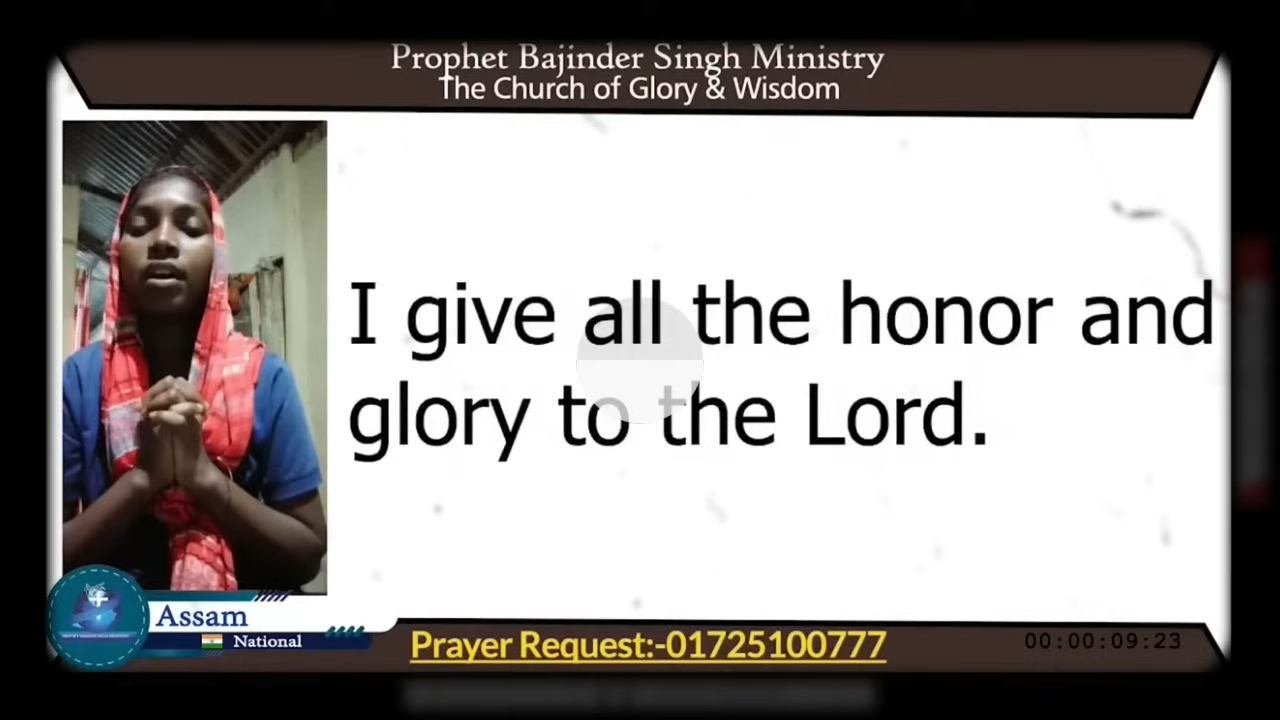 Prophet Bajinder Singh Ministry
The Church of Glory & Wisdom
I give all the honor and
glory to the Lord.
Assam
National
Prayer Request:-01725100777
00:00:09:23